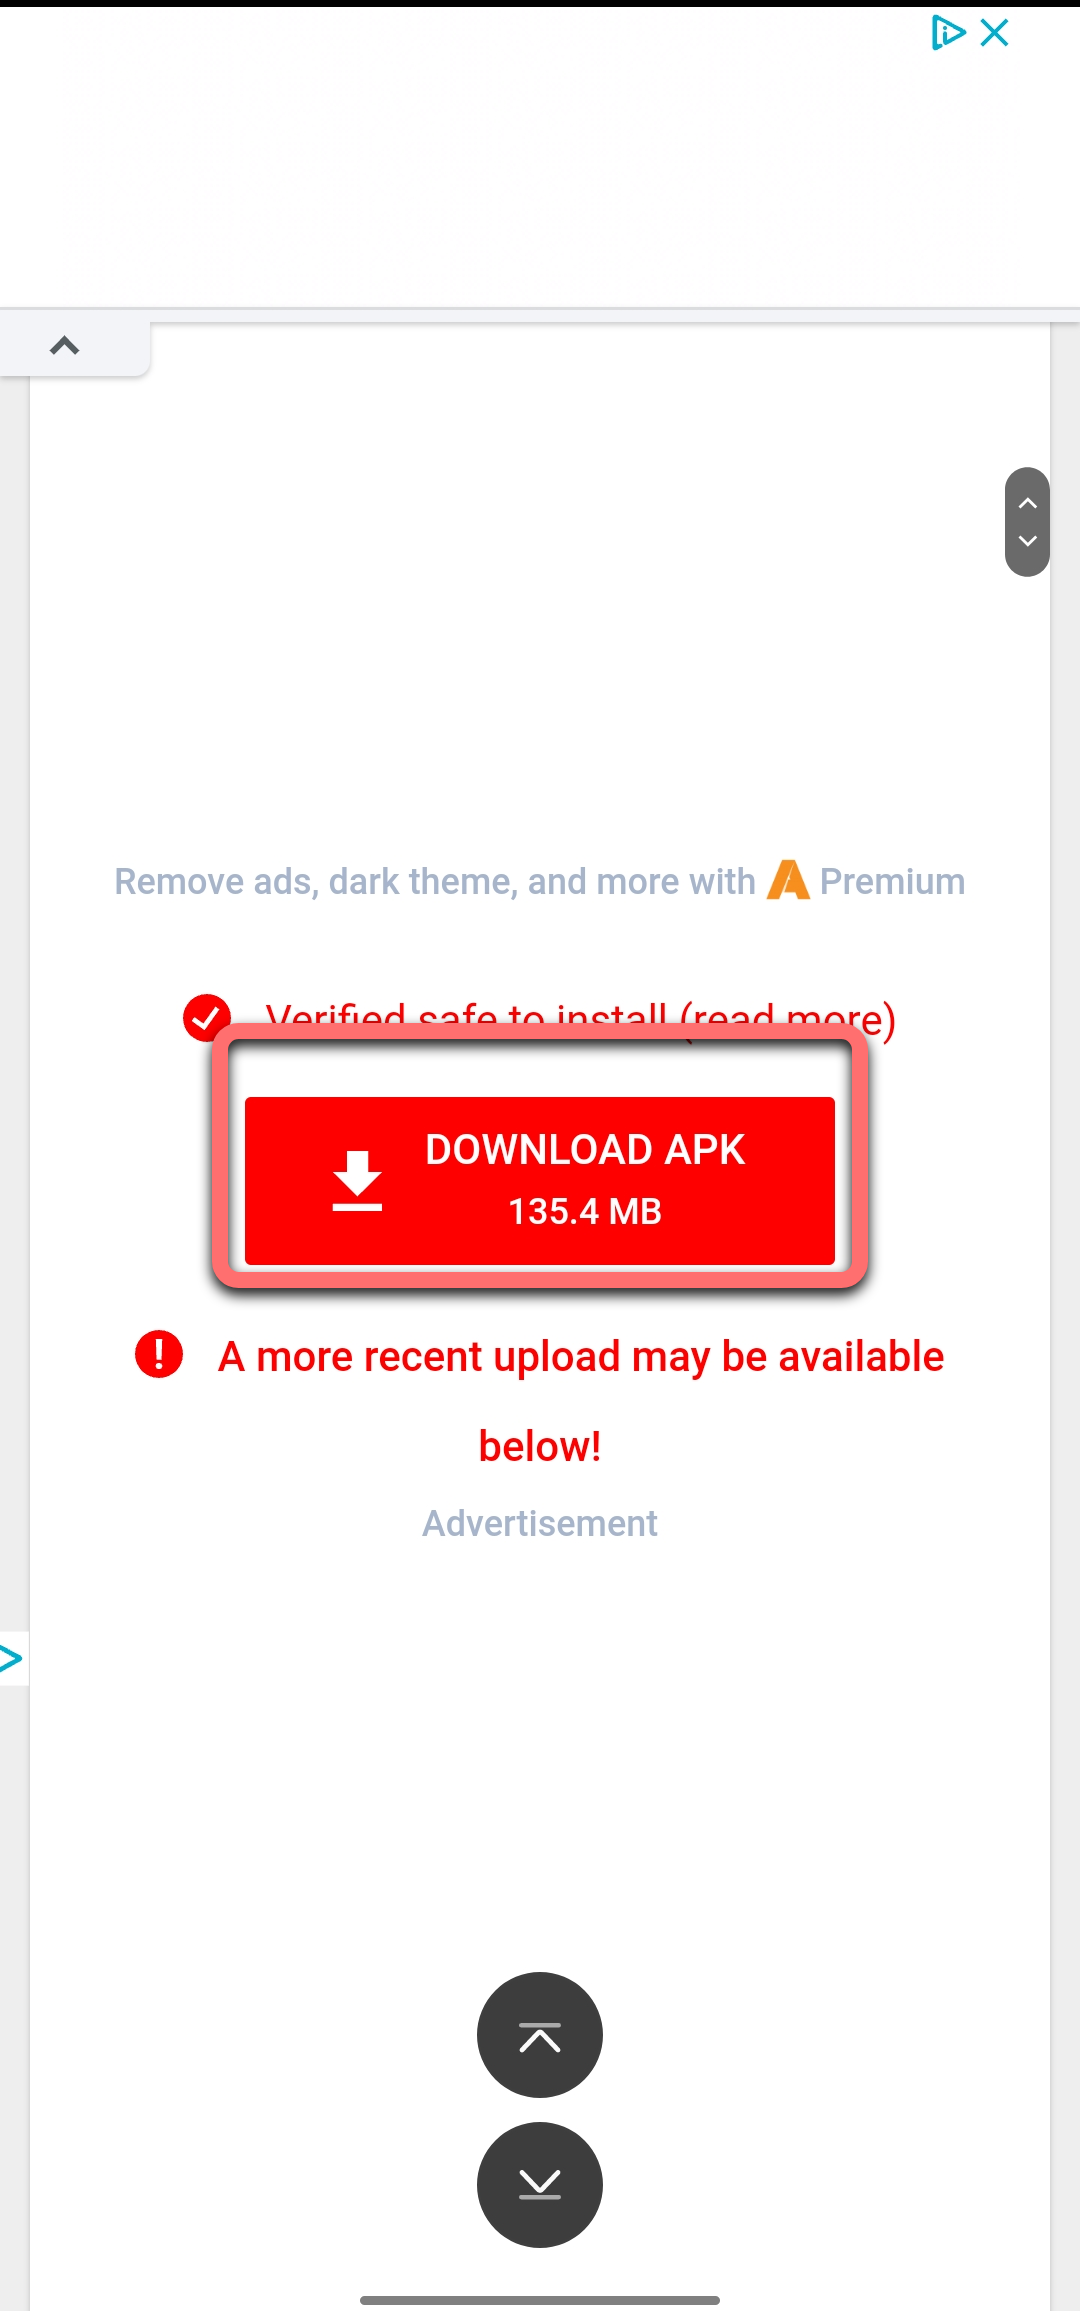 Remove ads, dark theme, and more with Premium
Verified safe to install (read more)
DOWNLOAD APK
135.4 MB
A more recent upload may be available
below!
Advertisement